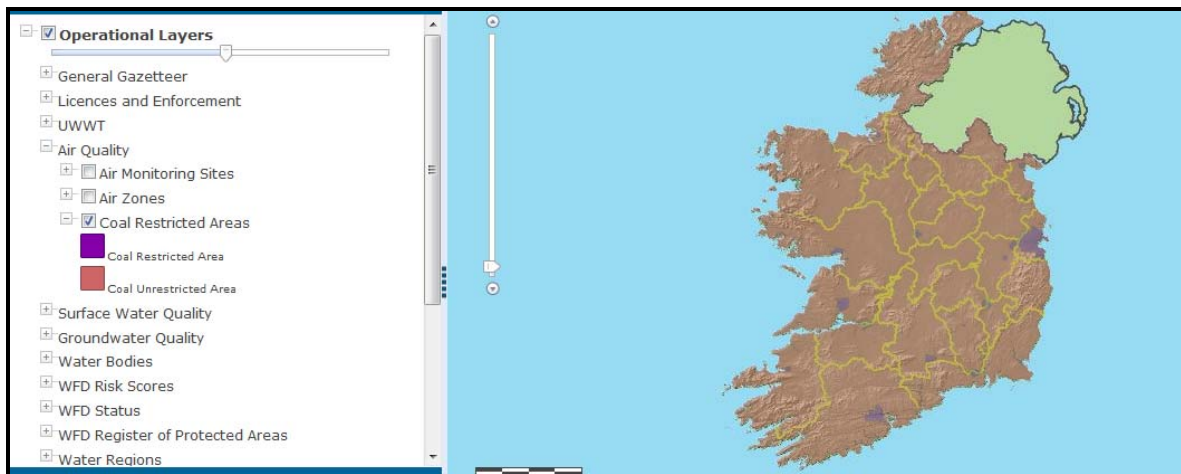 Operational Layers
General Gazetteer
Licences and Enforcement
UWWT
Air Quality
Air Monitoring Sites
Air Zones
Coal Restricted Areas
Coal Restricted Area
Coal Unrestricted Area
Surface Water Quality
Groundwater Quality
Water Bodies
WFD Risk Scores
WFD Status
WFD Register of Protected Areas
Water Regions